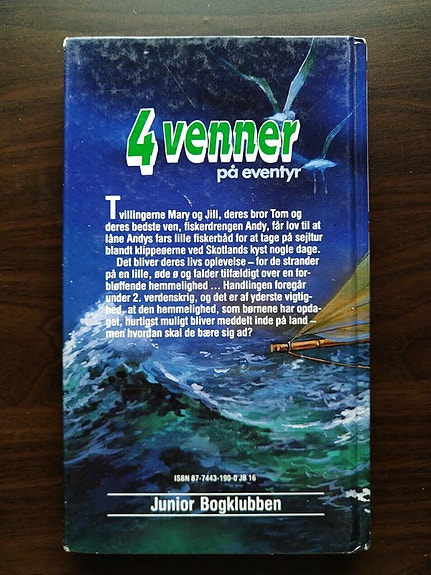 4 venner
på eventyr
Tvillingerne Mary og Jill, deres bror Tom og
deres bedste ven, fiskerdrengen Andy, får lov til at
låne Andys fars lille fiskerbåd for at tage på sejltur
blandt klippeøerne ved Skotlands kyst nogle dage.
Det bliver deres livs oplevelse – for de strander
på en lille, øde ø og falder tilfældigt over en for-
bløffende hemmelighed ... Handlingen foregår
under 2. verdenskrig, og det er af yderste vigtig-
hed, at den hemmelighed, som børnene har opda-
get, hurtigst muligt bliver meddelt inde på land –
men hvordan skal de bære sig ad?
ISBN 87-7443-190-0 JB 16
Junior Bogklubben